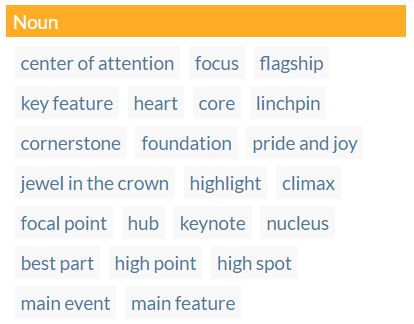 Noun
center of attention focus flagship
key feature heart core linchpin
cornerstone foundation pride and joy
jewel in the crown highlight climax
focal point hub keynote nucleus
best part high point high spot
main event main feature